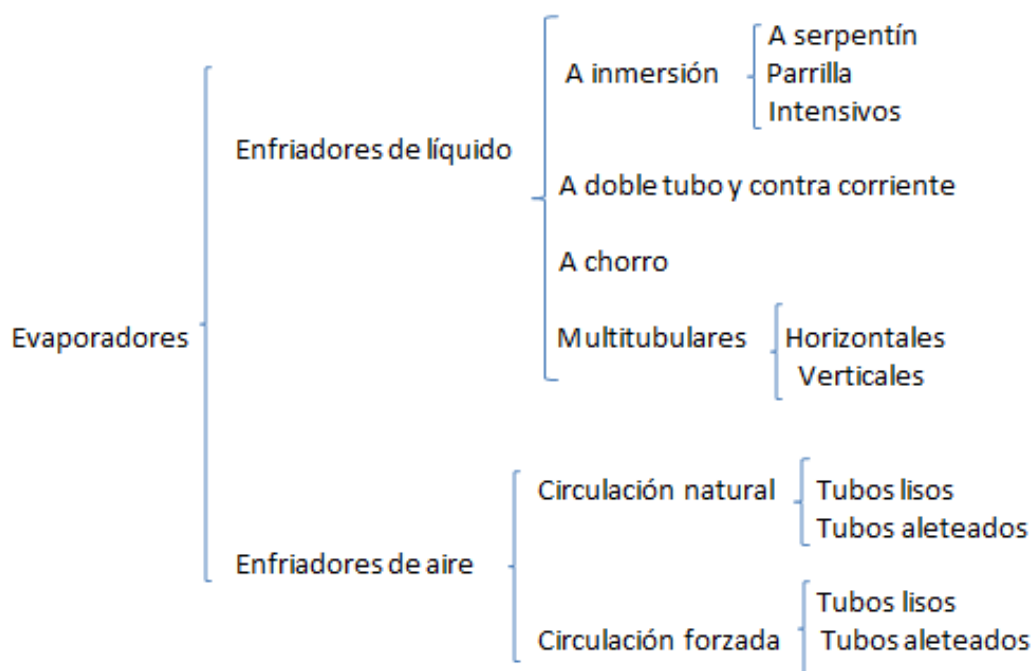 Evaporadores
Enfriadores de líquido
A inmersión
A serpentín
Parrilla
Intensivos
A doble tubo y contra corriente
A chorro
Multitubulares
Horizontales
Verticales
Enfriadores de aire
Circulación natural
Tubos lisos
Tubos aleteados
Circulación forzada
Tubos lisos
Tubos aleteados